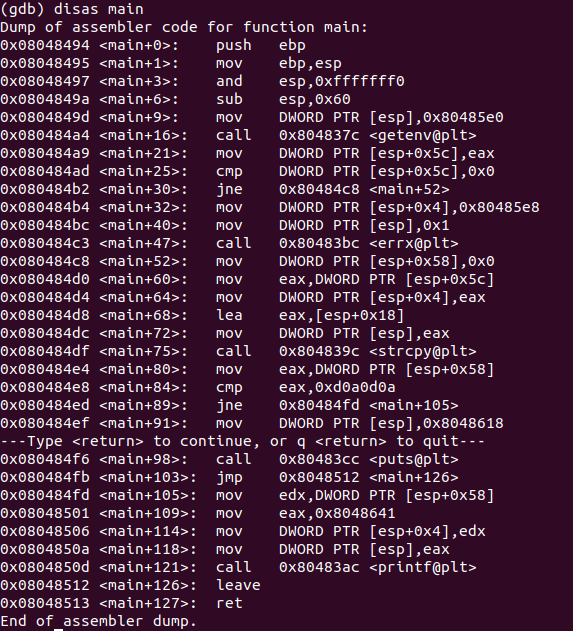 (gdb) disas main
Dump of assembler code for function main:
0x08048494 <main+0>:    push   ebp
0x08048495 <main+1>:    mov    ebp,esp
0x08048497 <main+3>:    and    esp,0xfffffff0
0x0804849a <main+6>:    sub    esp,0x60
0x0804849d <main+9>:    mov    DWORD PTR [esp],0x80485e0
0x080484a4 <main+16>:   call   0x804837c <getenv@plt>
0x080484a9 <main+21>:   mov    DWORD PTR [esp+0x5c],eax
0x080484ad <main+25>:   cmp    DWORD PTR [esp+0x5c],0x0
0x080484b2 <main+30>:   jne    0x80484c8 <main+52>
0x080484b4 <main+32>:   mov    DWORD PTR [esp+0x4],0x80485e8
0x080484bc <main+40>:   mov    DWORD PTR [esp],0x1
0x080484c3 <main+47>:   call   0x80483bc <errx@plt>
0x080484c8 <main+52>:   mov    DWORD PTR [esp+0x58],0x0
0x080484d0 <main+60>:   mov    eax,DWORD PTR [esp+0x5c]
0x080484d4 <main+64>:   mov    DWORD PTR [esp+0x4],eax
0x080484d8 <main+68>:   lea    eax,[esp+0x18]
0x080484dc <main+72>:   mov    DWORD PTR [esp],eax
0x080484df <main+75>:   call   0x804839c <strcpy@plt>
0x080484e4 <main+80>:   mov    eax,DWORD PTR [esp+0x58]
0x080484e8 <main+84>:   cmp    eax,0xd0a0d0a
0x080484ed <main+89>:   jne    0x80484fd <main+105>
0x080484ef <main+91>:   mov    DWORD PTR [esp],0x8048618
---Type <return> to continue, or q <return> to quit---
0x080484f6 <main+98>:   call   0x80483cc <puts@plt>
0x080484fb <main+103>:  jmp    0x8048512 <main+126>
0x080484fd <main+105>:  mov    edx,DWORD PTR [esp+0x58]
0x08048501 <main+109>:  mov    eax,0x8048641
0x08048506 <main+114>:  mov    DWORD PTR [esp+0x4],edx
0x0804850a <main+118>:  mov    DWORD PTR [esp],eax
0x0804850d <main+121>:  call   0x80483ac <printf@plt>
0x08048512 <main+126>:  leave
0x08048513 <main+127>:  ret
End of assembler dump.